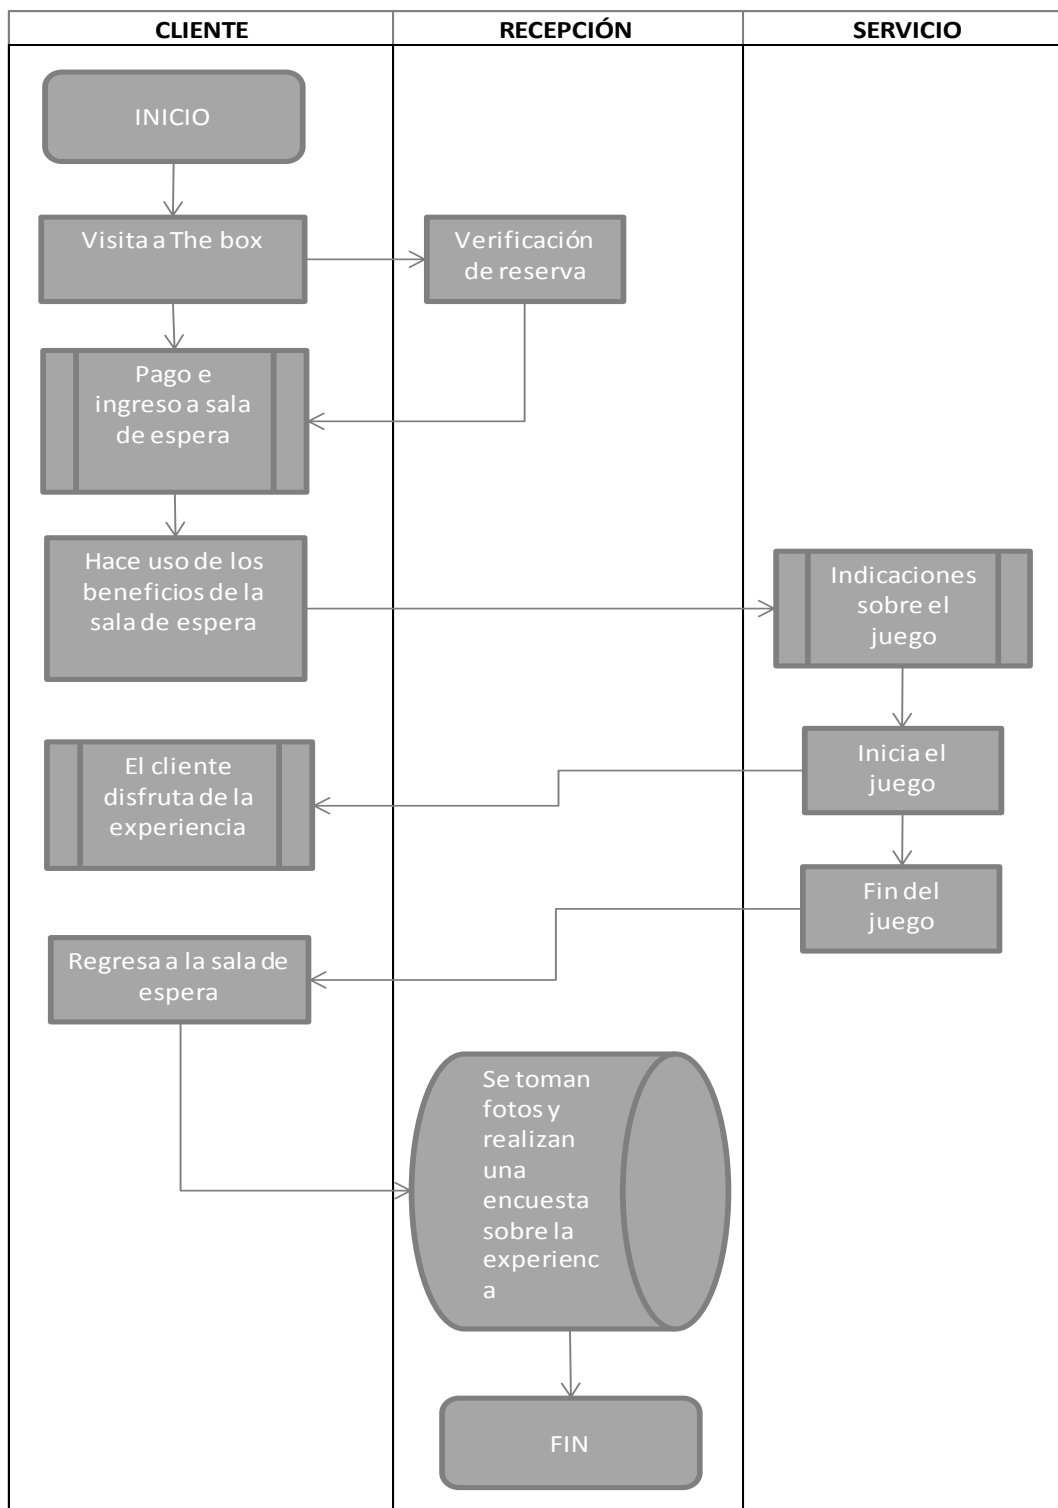 CLIENTE
RECEPCIÓN
SERVICIO
INICIO
Visita a The box
Verificación
de reserva
Pago e
ingreso a sala
de espera
Hace uso de los
beneficios de la
sala de espera
Indicaciones
sobre el
juego
Inicia el
juego
El cliente
disfruta de la
experiencia
Fin del
juego
Regresa a la sala de
espera
Se toman
fotos y
realizan
una
encuesta
sobre la
experienc
a
FIN